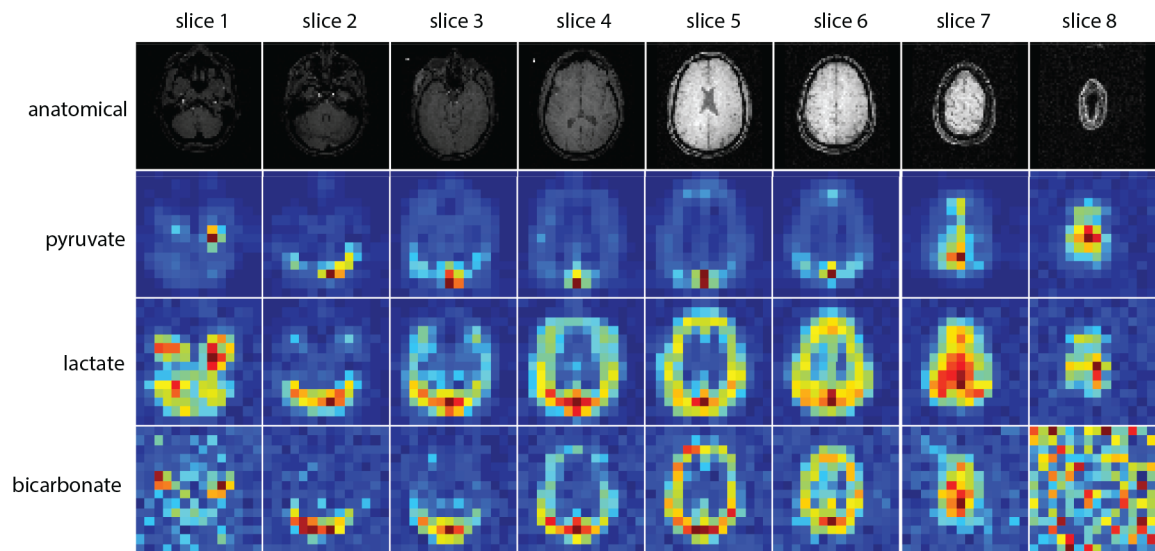 slice 1 slice 2 slice 3 slice 4 slice 5 slice 6 slice 7 slice 8
anatomical
pyruvate
lactate
bicarbonate